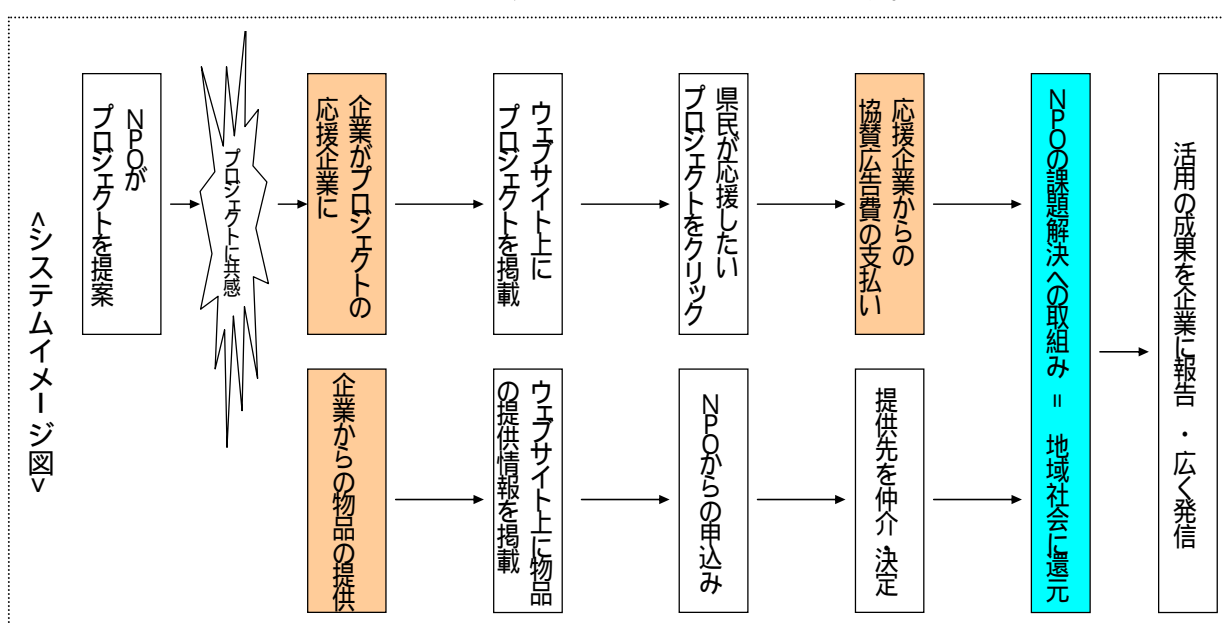 <システムイメージ図>
NPOが
プロジェクトを提案
プロジェクトに共感
企業がプロジェクトの
応援企業に
ウェブサイト上に
プロジェクトを掲載
県民が応援したい
プロジェクトをクリック
応援企業からの
協賛広告費の支払い
企業からの物品の提供
ウェブサイト上に物品
の提供情報を掲載
NPOからの申込み
提供先を仲介・決定
NPOの課題解決への取組み = 地域社会に還元
活用の成果を企業に報告・広く発信